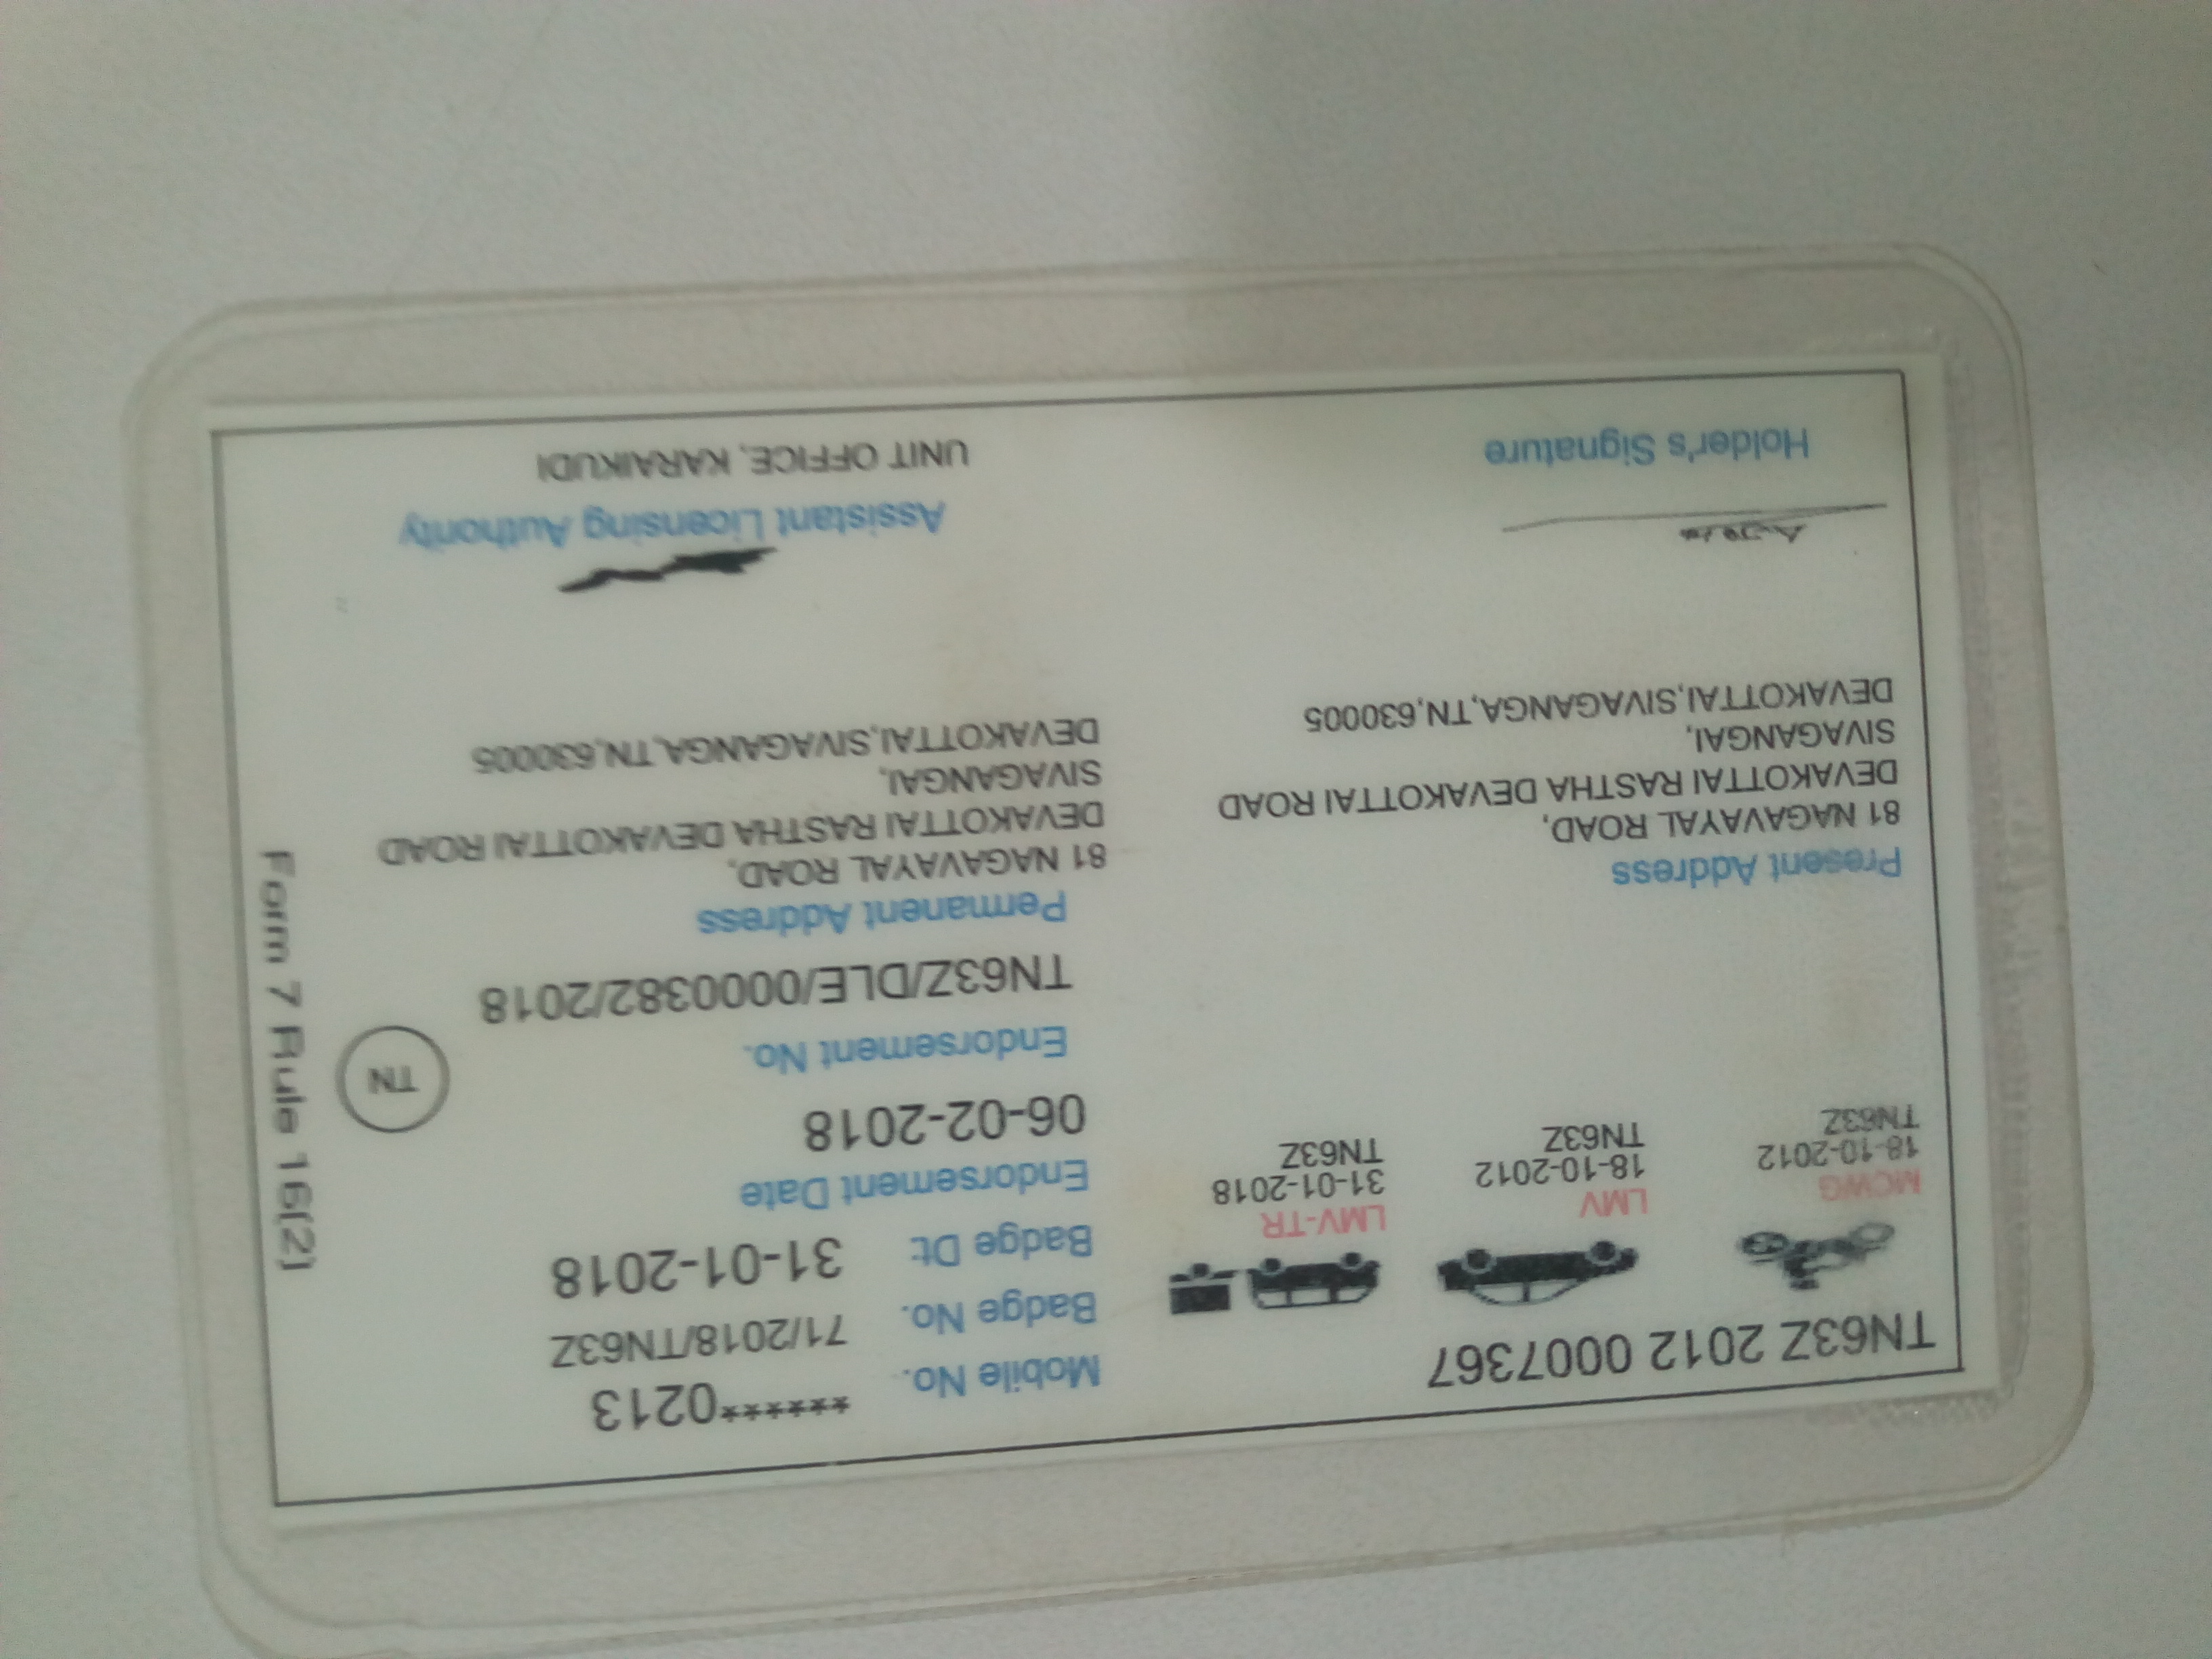 TN63Z 2012 0007367
MCWG
18-10-2012
TN63Z
LMV
18-10-2012
TN63Z
LMV-TR
31-01-2018
TN63Z
Present Address
81 NAGAVAYAL ROAD,
DEVAKOTTAI RASTHA DEVAKOTTAI ROAD
SIVAGANGAI,
DEVAKOTTAI,SIVAGANGA,TN,630005
Holder's Signature
Mobile No. ******0213
Badge No. 71/2018/TN63Z
Badge Dt: 31-01-2018
Endorsement Date
06-02-2018
Endorsement No.
TN63Z/DLE/0000382/2018
Permanent Address
81 NAGAVAYAL ROAD,
DEVAKOTTAI RASTHA DEVAKOTTAI ROAD
SIVAGANGAI,
DEVAKOTTAI,SIVAGANGA,TN,630005
Assistant Licensing Authority
UNIT OFFICE, KARAIKUDI
TN
Form 7 Rule 16(2)